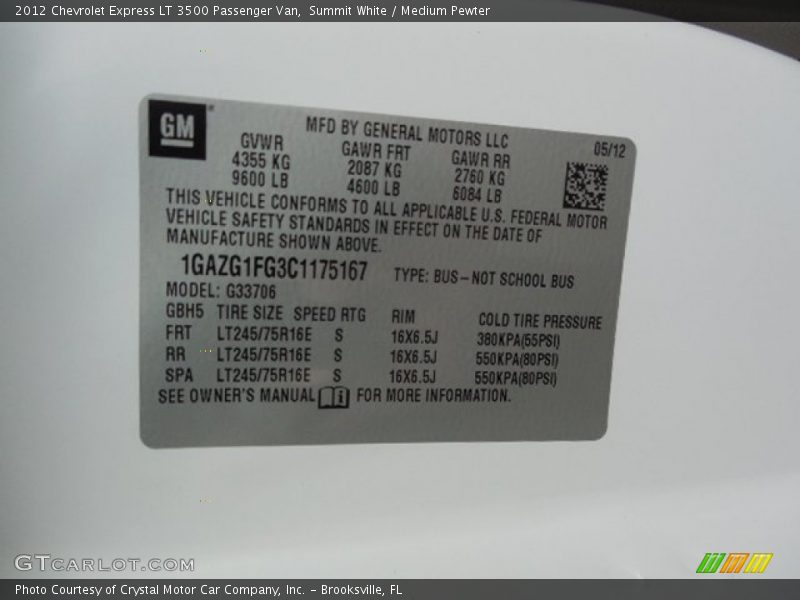 2012 Chevrolet Express LT 3500 Passenger Van, Summit White / Medium Pewter
GM
MFD BY GENERAL MOTORS LLC
05/12
GVWR GAWR FRT GAWR RR
4355 KG 2087 KG 2760 KG
9600 LB 4600 LB 6084 LB
THIS VEHICLE CONFORMS TO ALL APPLICABLE U.S. FEDERAL MOTOR
VEHICLE SAFETY STANDARDS IN EFFECT ON THE DATE OF
MANUFACTURE SHOWN ABOVE.
1GAZG1FG3C1175167 TYPE: BUS-NOT SCHOOL BUS
MODEL: G33706
GBH5 TIRE SIZE SPEED RTG RIM COLD TIRE PRESSURE
FRT LT245/75R16E S 16X6.5J 380KPA(55PSI)
RR LT245/75R16E S 16X6.5J 550KPA(80PSI)
SPA LT245/75R16E S 16X6.5J 550KPA(80PSI)
SEE OWNER'S MANUAL i FOR MORE INFORMATION.
GTCARLOT.COM
Photo Courtesy of Crystal Motor Car Company, Inc. - Brooksville, FL